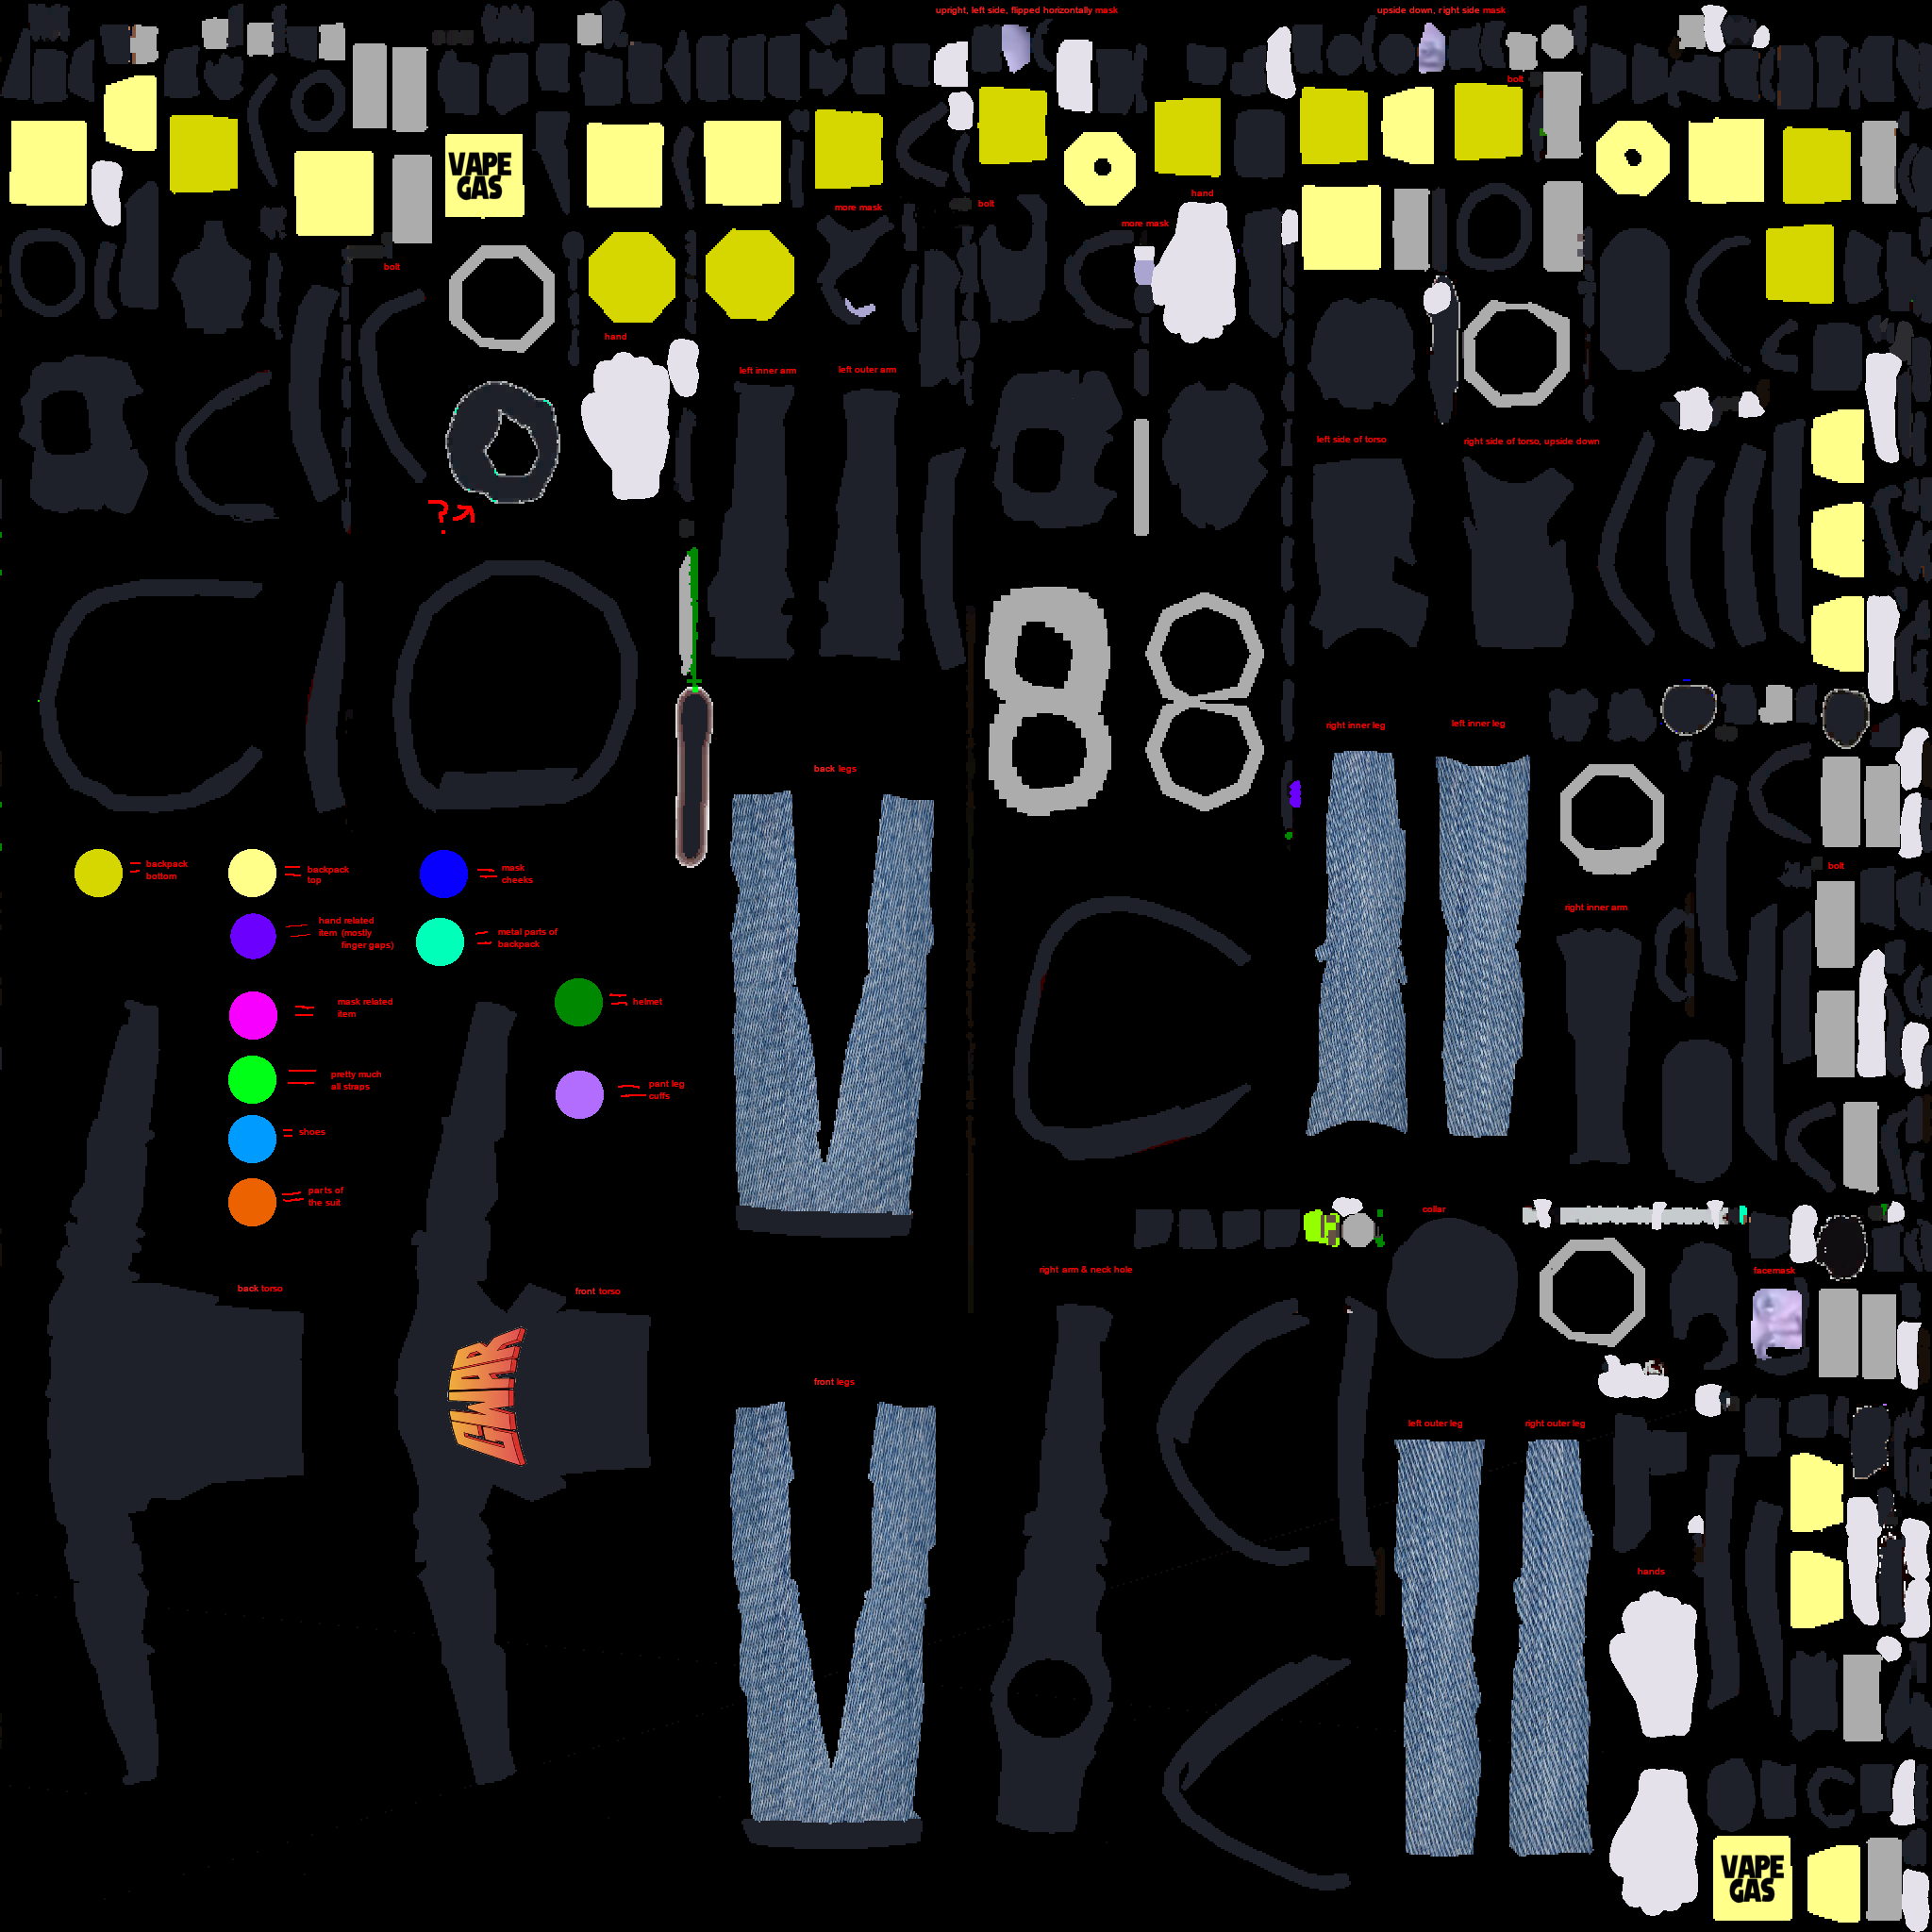 upright, left side, flipped horizontally mask
upside down, right side mask
bolt
VAPE
GAS
hand
more mask
bolt
more mask
bolt
hand
left inner arm
left outer arm
left side of torso
right side of torso, upside down
?
right inner leg
left inner leg
back legs
backpack
bottom
backpack
top
mask
cheeks
bolt
right inner arm
hand related
item (mostly
finger gaps)
metal parts of
backpack
mask related
item
helmet
pretty much
all straps
pant leg
cuffs
shoes
parts of
the suit
collar
right arm & neck hole
facemask
back torso
front torso
GWAR
front legs
left outer leg
right outer leg
hands
VAPE
GAS